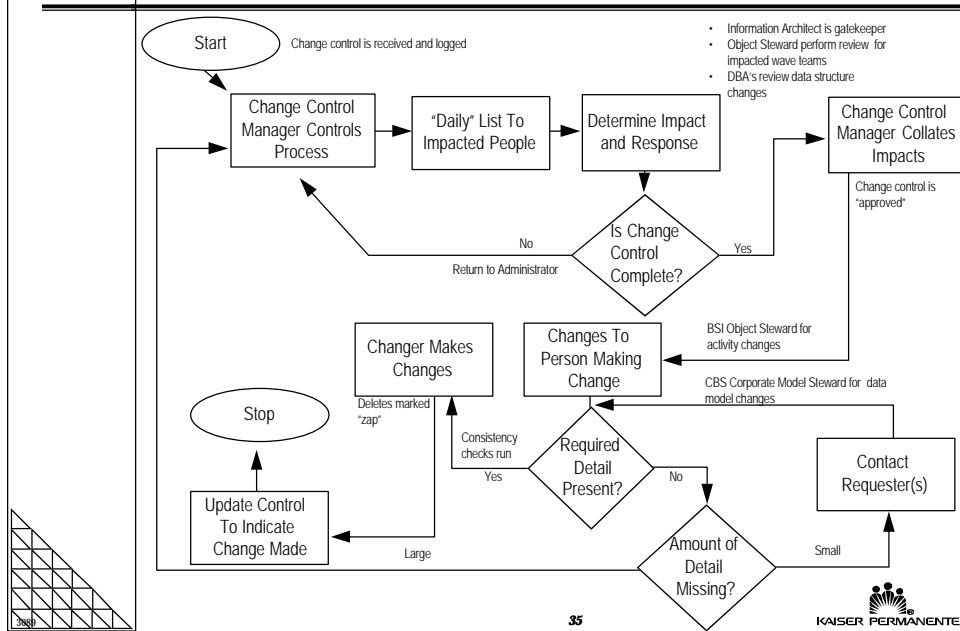 Start
Change control is received and logged
• Information Architect is gatekeeper
• Object Steward perform review for
impacted wave teams
• DBA's review data structure
changes
Change Control
Manager Controls
Process
"Daily" List To
Impacted People
Determine Impact
and Response
Change Control
Manager Collates
Impacts
Change control is
"approved"
Is Change
Control
Complete?
No
Return to Administrator
Yes
BSI Object Steward for
activity changes
Changer Makes
Changes
Changes To
Person Making
Change
CBS Corporate Model Steward for data
model changes
Deletes marked
"zap"
Stop
Consistency
checks run
Yes
Required
Detail
Present?
No
Contact
Requester(s)
Update Control
To Indicate
Change Made
Large
Amount of
Detail
Missing?
Small
3089
35
KAISER PERMANENTE
®